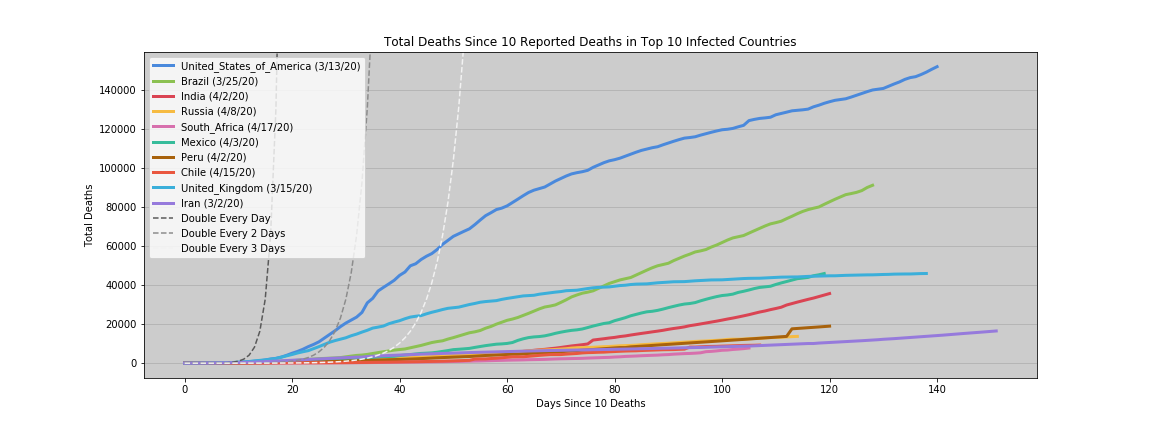 Total Deaths Since 10 Reported Deaths in Top 10 Infected Countries
United_States_of_America (3/13/20)
Brazil (3/25/20)
India (4/2/20)
Russia (4/8/20)
South_Africa (4/17/20)
Mexico (4/3/20)
Peru (4/2/20)
Chile (4/15/20)
United_Kingdom (3/15/20)
Iran (3/2/20)
Double Every Day
Double Every 2 Days
Double Every 3 Days
Total Deaths
140000
120000
100000
80000
60000
40000
20000
0
0 20 40 60 80 100 120 140
Days Since 10 Deaths